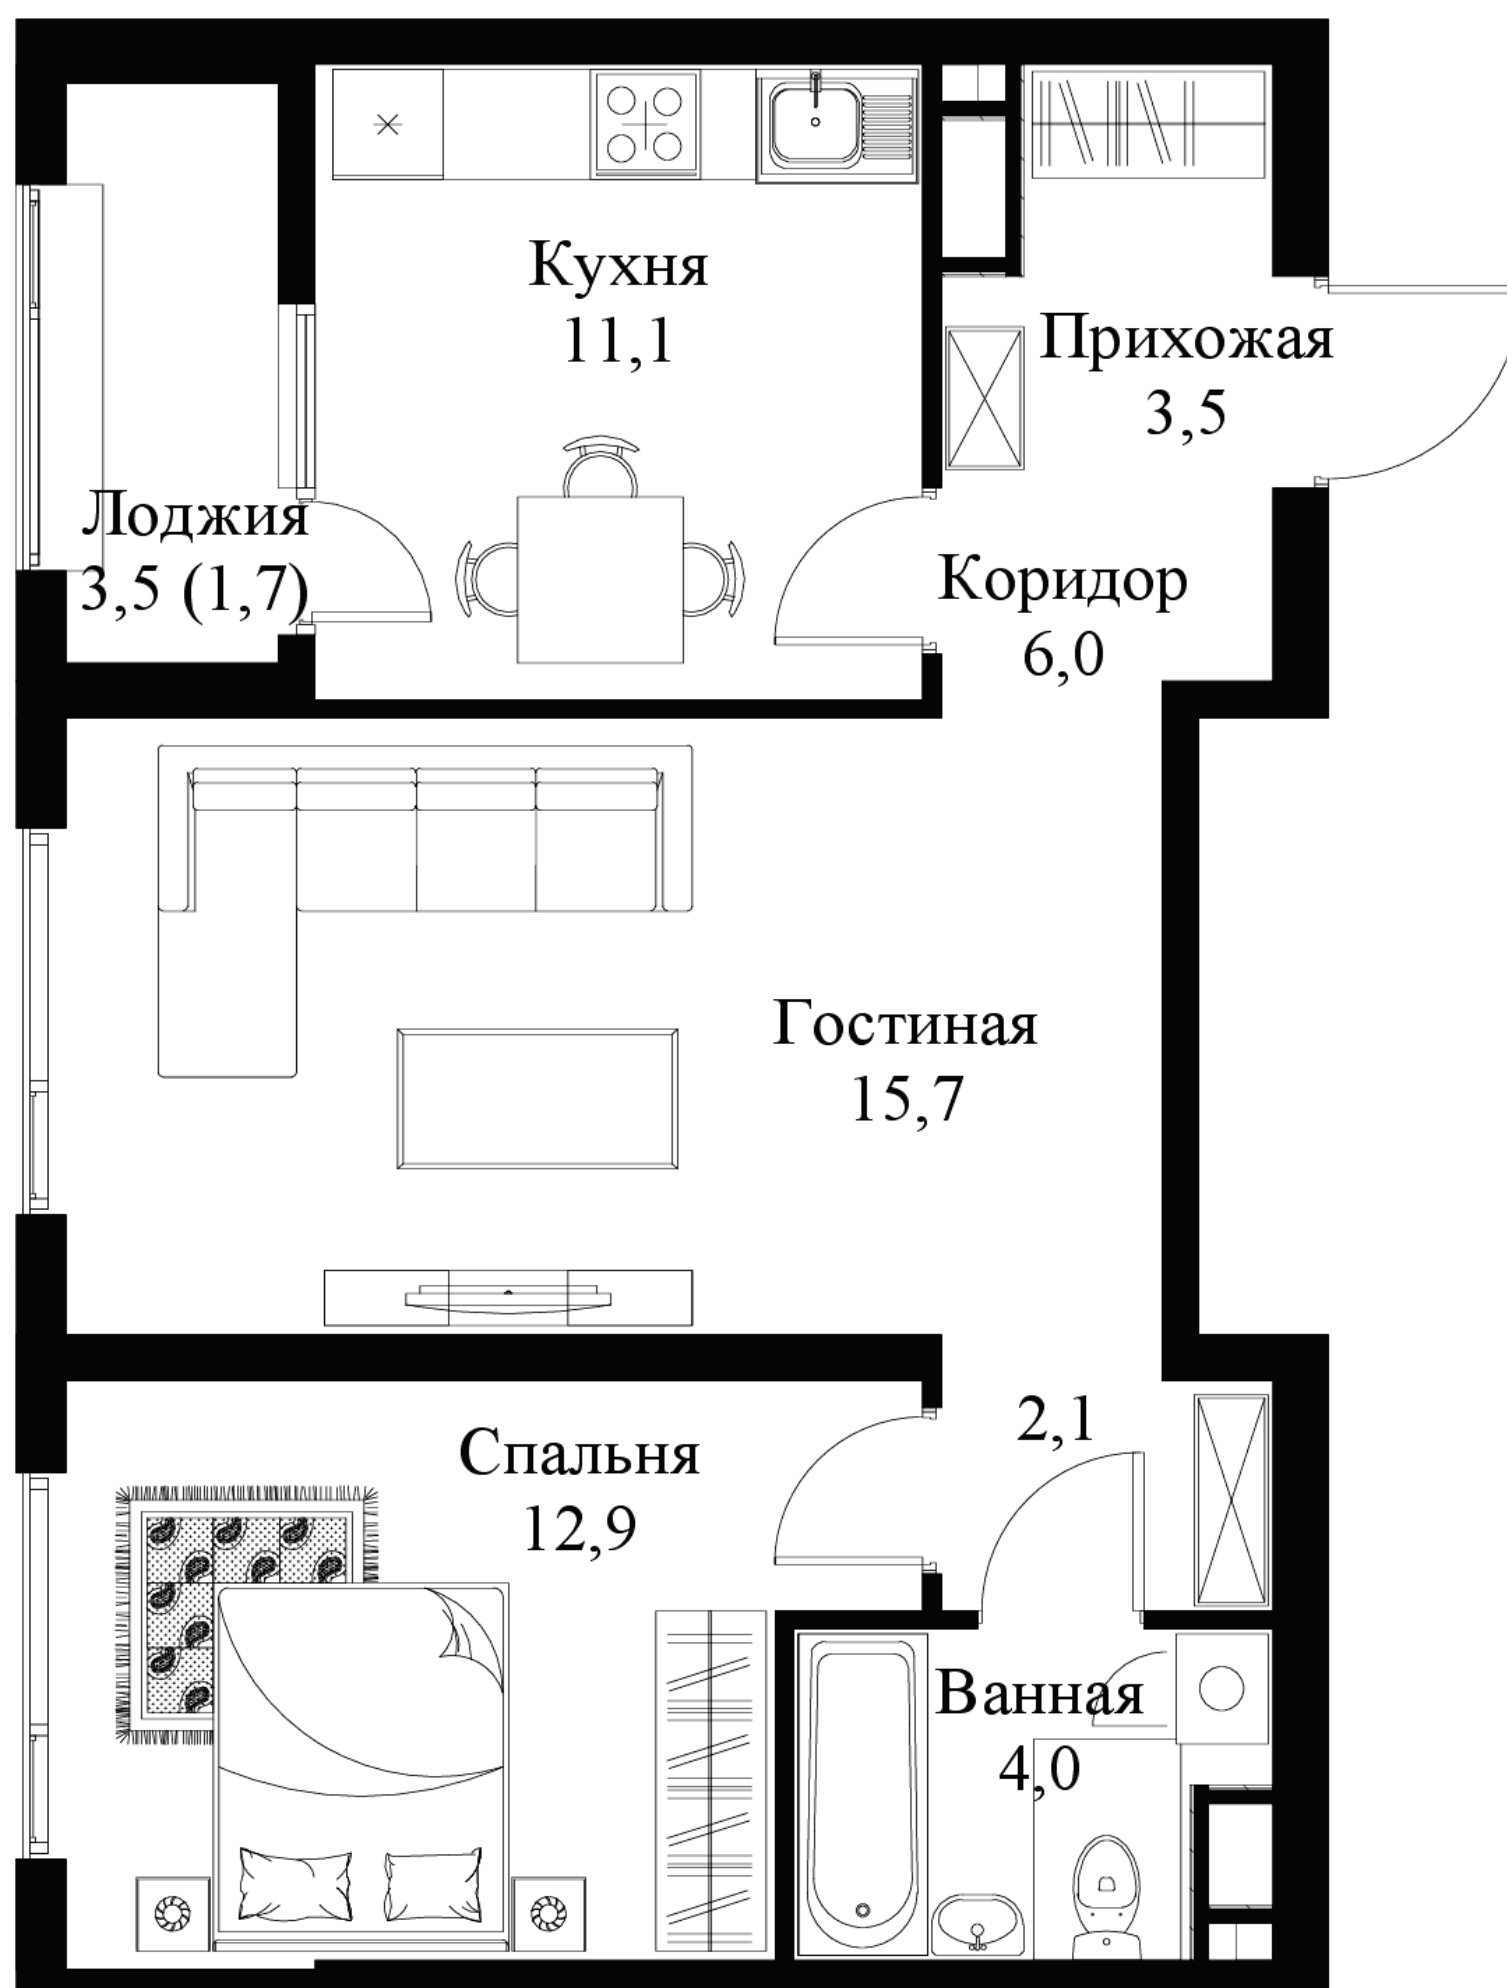 Кухня
11,1
Прихожая
3,5
Лоджия
3,5 (1,7)
Коридор
6,0
Гостиная
15,7
2,1
Спальня
12,9
Ванная
4,0